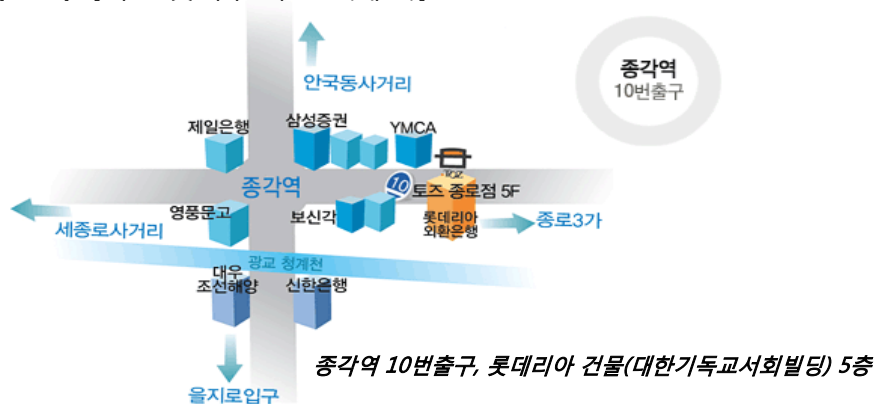 안국동사거리
종각역
10번출구
제일은행
삼성증권
YMCA
TOZ
종각역
10
토즈 종로점 5F
영풍문고
보신각
롯데리아
외환은행
종로3가
세종로사거리
광교 청계천
대우
조선해양
신한은행
종각역 10번출구, 롯데리아 건물(대한기독교서회빌딩) 5층
을지로입구